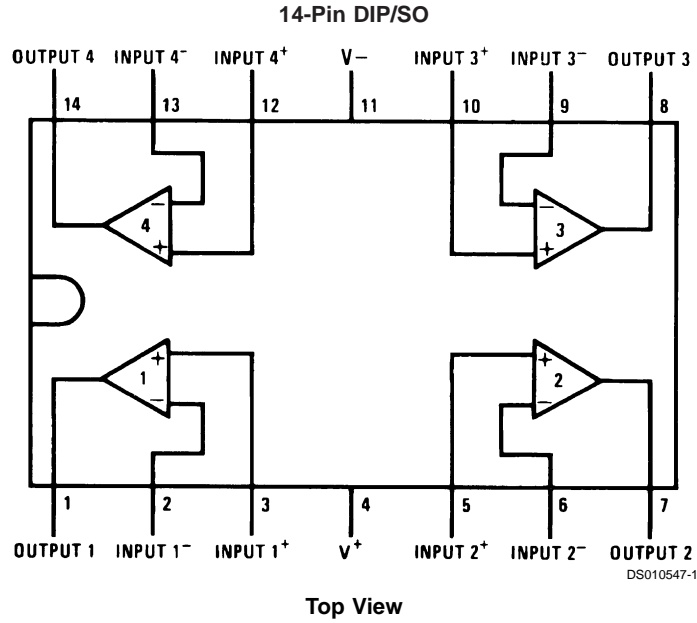 14-Pin DIP/SO
OUTPUT 4 INPUT 4⁻ INPUT 4⁺ V− INPUT 3⁺ INPUT 3⁻ OUTPUT 3
14 13 12 11 10 9 8
− −
4 3
+ +
+ +
1 2
− −
1 2 3 4 5 6 7
OUTPUT 1 INPUT 1⁻ INPUT 1⁺ V⁺ INPUT 2⁺ INPUT 2⁻ OUTPUT 2
DS010547-1
Top View